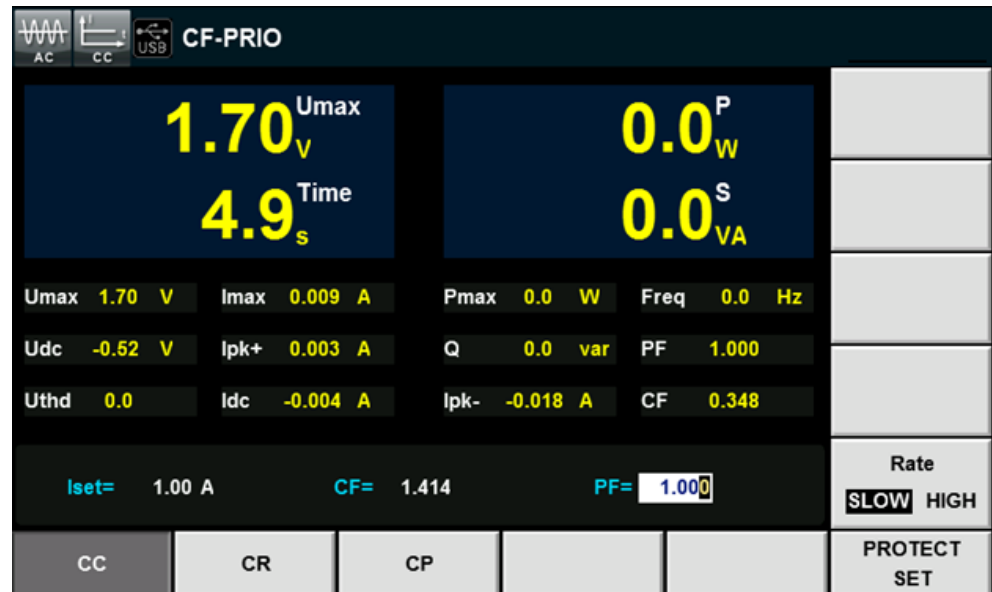 AC CC USB CF-PRIO
1.70 Umax V
0.0 P W
4.9 Time s
0.0 S VA
Umax 1.70 V Imax 0.009 A Pmax 0.0 W Freq 0.0 Hz
Udc -0.52 V Ipk+ 0.003 A Q 0.0 var PF 1.000
Uthd 0.0 Idc -0.004 A Ipk- -0.018 A CF 0.348
Iset= 1.00 A CF= 1.414 PF= 1.000
Rate
SLOW HIGH
CC CR CP
PROTECT
SET